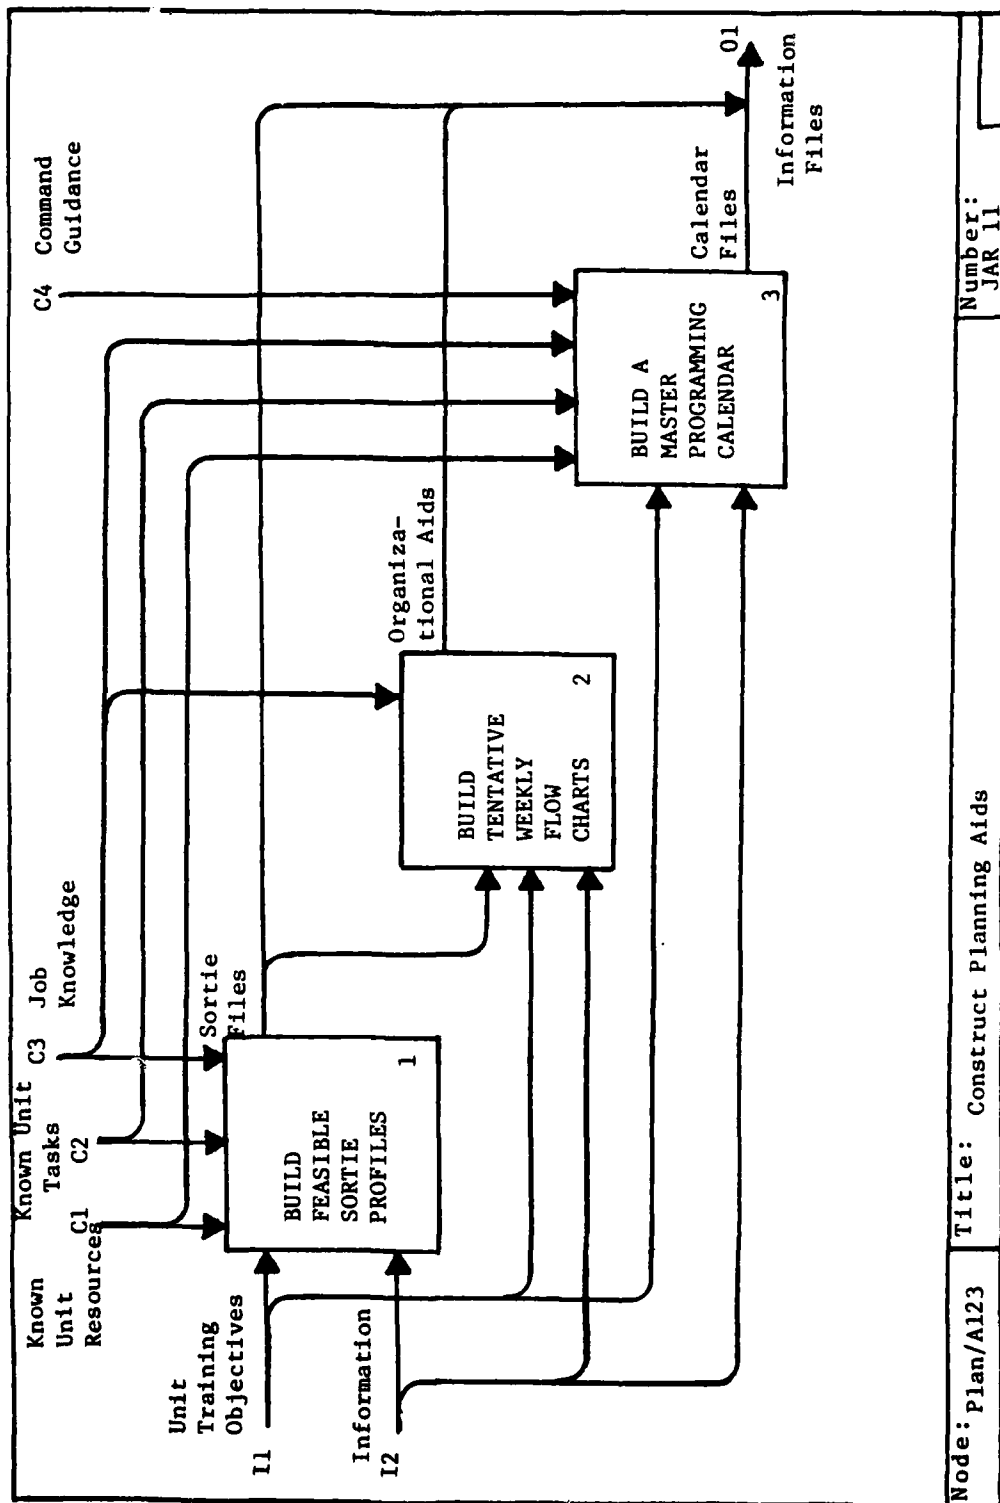 Known
Unit
Resources
C1
Known Unit
Tasks
C2
C3
Job
Knowledge
C4
Command
Guidance
Unit
Training
Objectives
I1
Information
I2
BUILD
FEASIBLE
SORTIE
PROFILES
1
Sortie
Files
BUILD
TENTATIVE
WEEKLY
FLOW
CHARTS
2
Organiza-
tional Aids
BUILD A
MASTER
PROGRAMMING
CALENDAR
3
Calendar
Files
O1
Information
Files
Node: Plan/A123
Title: Construct Planning Aids
Number:
JAR 11